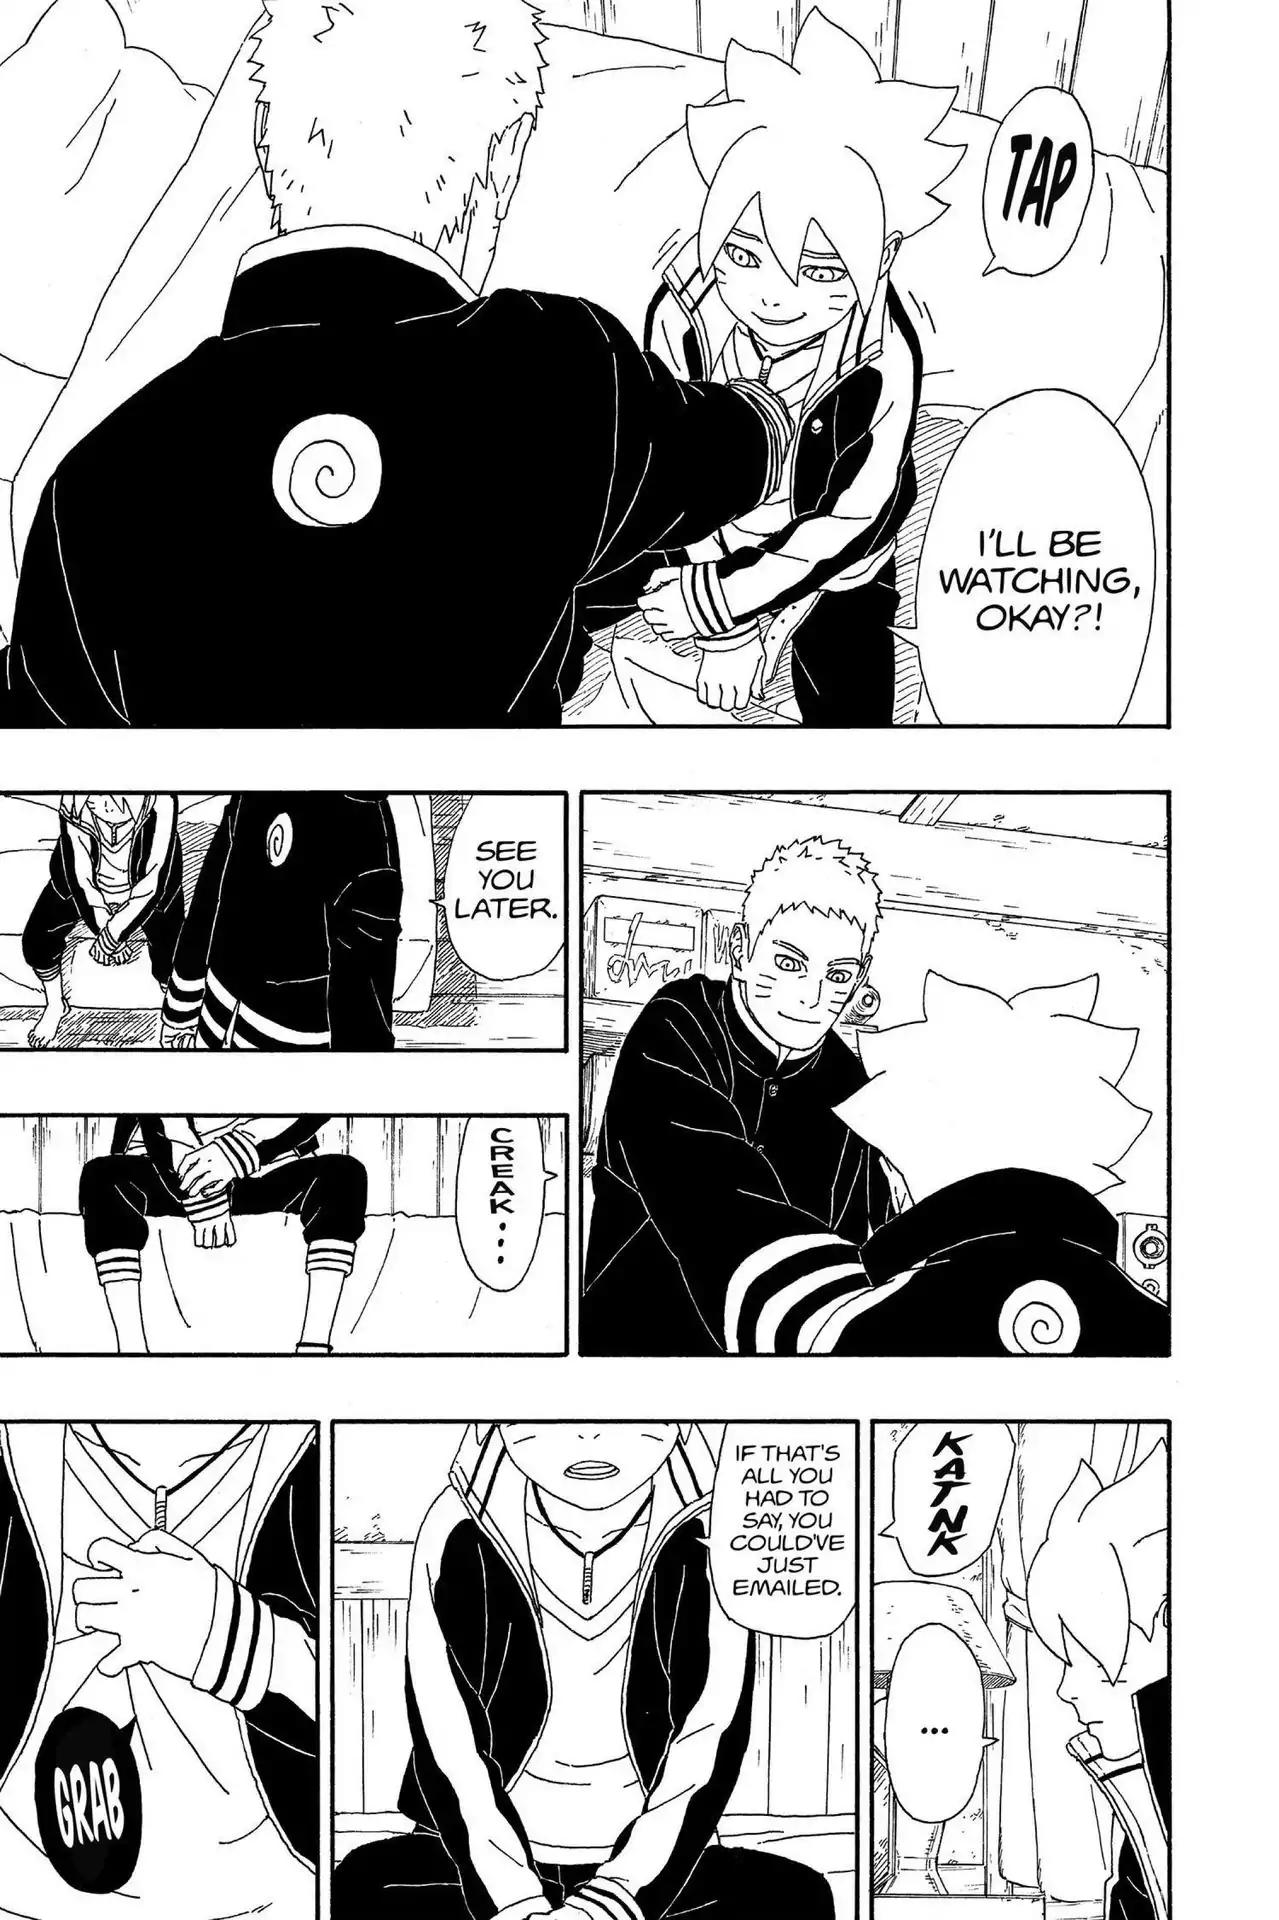 TAP
I'LL BE
WATCHING,
OKAY?!
SEE
YOU
LATER.
CREAK...
KATNK
...
IF THAT'S
ALL YOU
HAD TO
SAY, YOU
COULD'VE
JUST
EMAILED.
GRAB